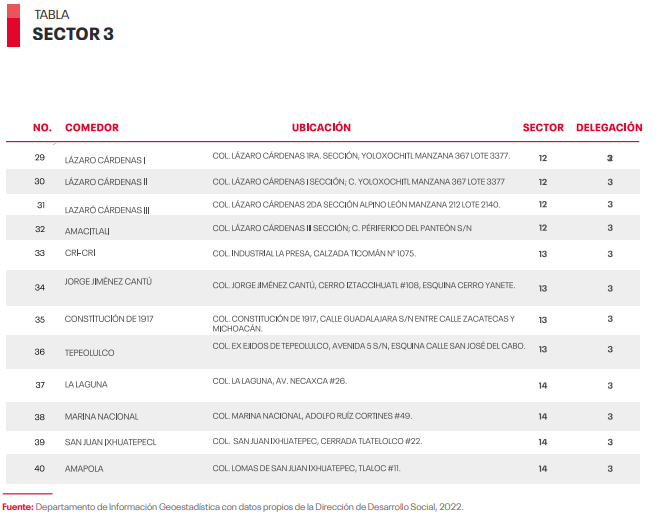 TABLA
SECTOR 3
NO. COMEDOR UBICACIÓN SECTOR DELEGACIÓN
29 LÁZARO CÁRDENAS I COL. LÁZARO CÁRDENAS 1RA. SECCIÓN, YOLOXOCHITL MANZANA 367 LOTE 3377. 12
30 LÁZARO CÁRDENAS II COL. LÁZARO CÁRDENAS I SECCIÓN; C. YOLOXOCHITL MANZANA 367 LOTE 3377 12 3
31 LAZARÓ CÁRDENAS III COL. LÁZARO CÁRDENAS 2DA SECCIÓN ALPINO LEÓN MANZANA 212 LOTE 2140. 12 3
32 AMACITLALI COL. LÁZARO CÁRDENAS III SECCIÓN; C. PÉRIFERICO DEL PANTEÓN S/N 12 3
33 CRI-CRI COL. INDUSTRIAL LA PRESA, CALZADA TICOMÁN N° 1075. 13 3
34 JORGE JIMÉNEZ CANTÚ COL. JORGE JIMÉNEZ CANTÚ, CERRO IZTACCIHUATL #108, ESQUINA CERRO YANETE. 13 3
35 CONSTITUCIÓN DE 1917 COL. CONSTITUCIÓN DE 1917, CALLE GUADALAJARA S/N ENTRE CALLE ZACATECAS Y 13 3
MICHOACÁN.
36 TEPEOLULCO COL. EX EJIDOS DE TEPEOLULCO, AVENIDA 5 S/N, ESQUINA CALLE SAN JOSÉ DEL CABO. 13 3
37 LA LAGUNA COL. LA LAGUNA, AV. NECAXCA #26. 14 3
38 MARINA NACIONAL COL. MARINA NACIONAL, ADOLFO RUÍZ CORTINES #49. 14 3
39 SAN JUAN IXHUATEPECL COL. SAN JUAN IXHUATEPEC, CERRADA TLATELOLCO #22. 14 3
40 AMAPOLA COL. LOMAS DE SAN JUAN IXHUATEPEC, TLALOC #11. 14 3
Fuente: Departamento de Información Geoestadística con datos propios de la Dirección de Desarrollo Social, 2022.